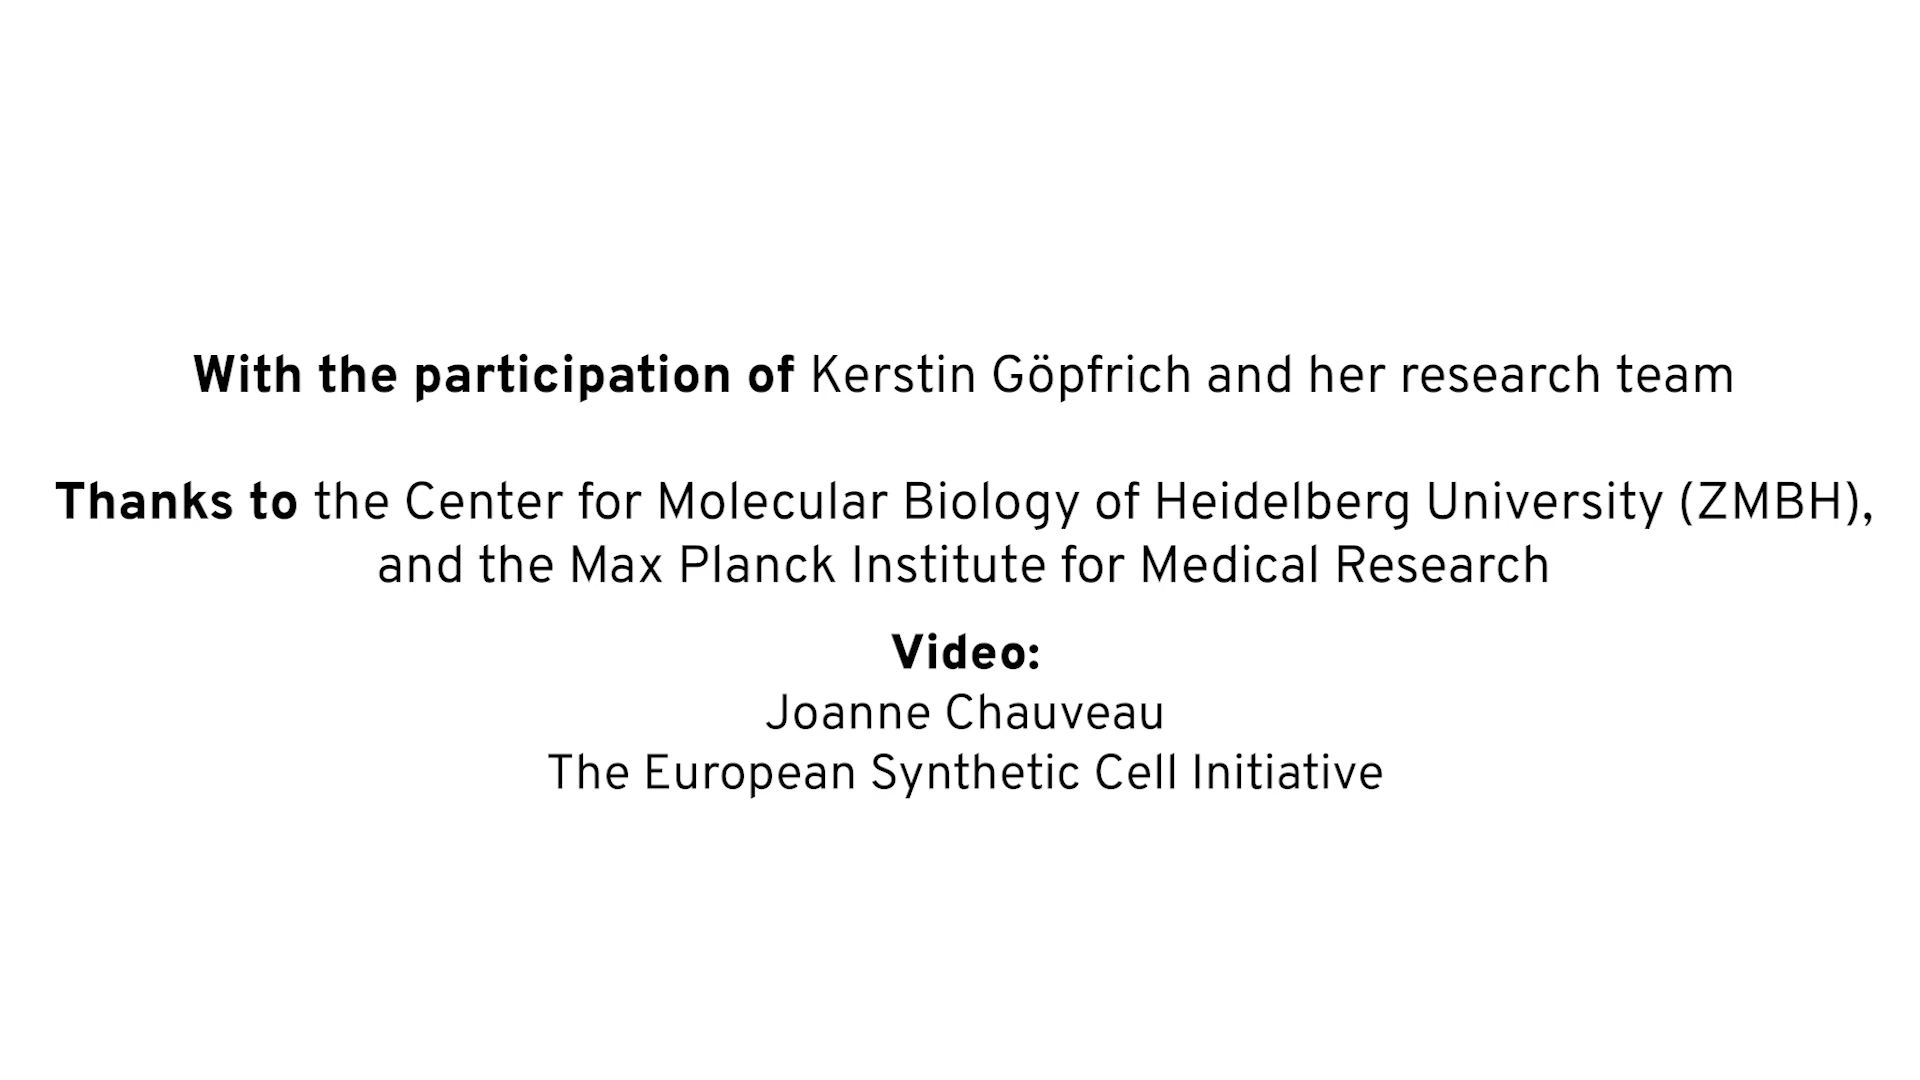 With the participation of Kerstin Göpfrich and her research team
Thanks to the Center for Molecular Biology of Heidelberg University (ZMBH),
and the Max Planck Institute for Medical Research
Video:
Joanne Chauveau
The European Synthetic Cell Initiative